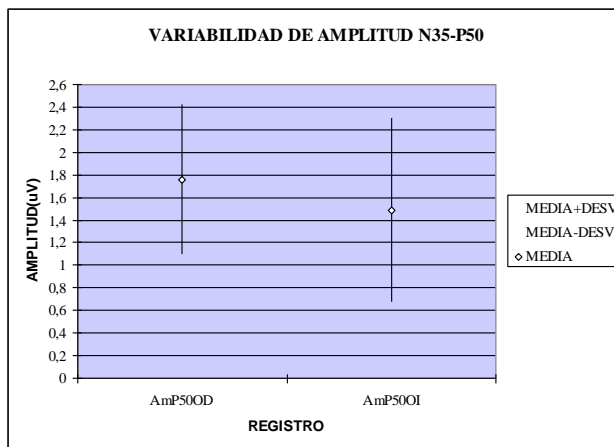 VARIABILIDAD DE AMPLITUD N35-P50
2,6
2,4
2,2
2
1,8
1,6
1,4
1,2
1
0,8
0,6
0,4
0,2
0
AMPLITUD(uV)
AmP50OD
AmP50OI
REGISTRO
MEDIA+DESV
MEDIA-DESV
MEDIA